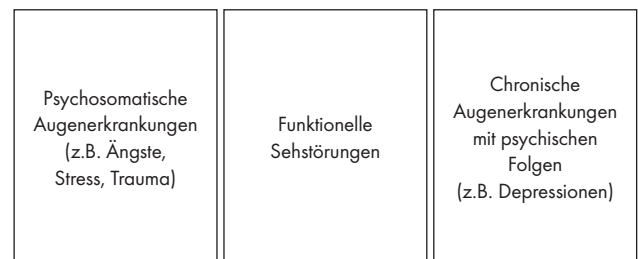 Psychosomatische
Augenerkrankungen
(z.B. Ängste,
Stress, Trauma)
Funktionelle
Sehstörungen
Chronische
Augenerkrankungen
mit psychischen
Folgen
(z.B. Depressionen)